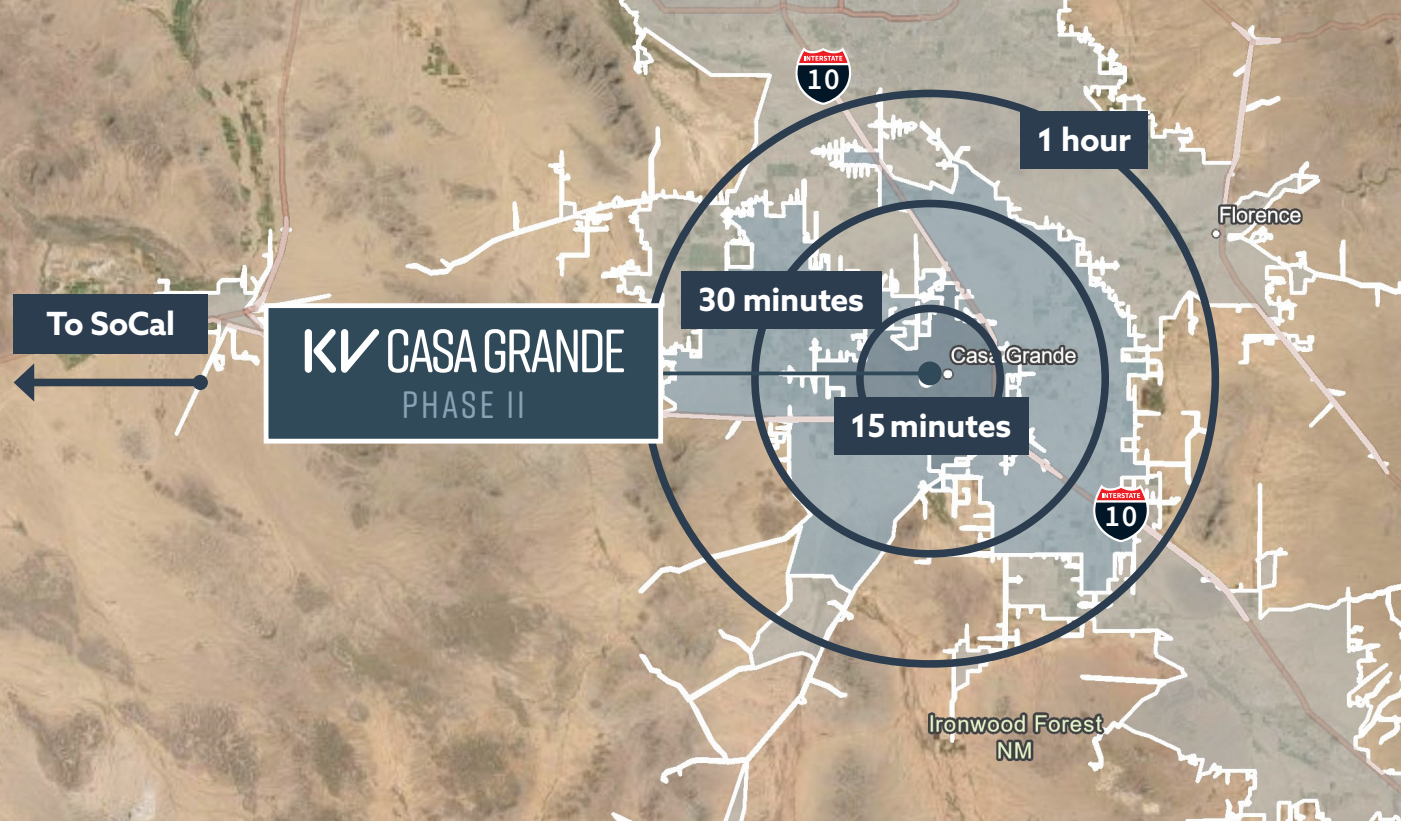 INTERSTATE
10
1 hour
Florence
30 minutes
To SoCal
KV CASA GRANDE
PHASE II
Casa Grande
15 minutes
INTERSTATE
10
Ironwood Forest
NM